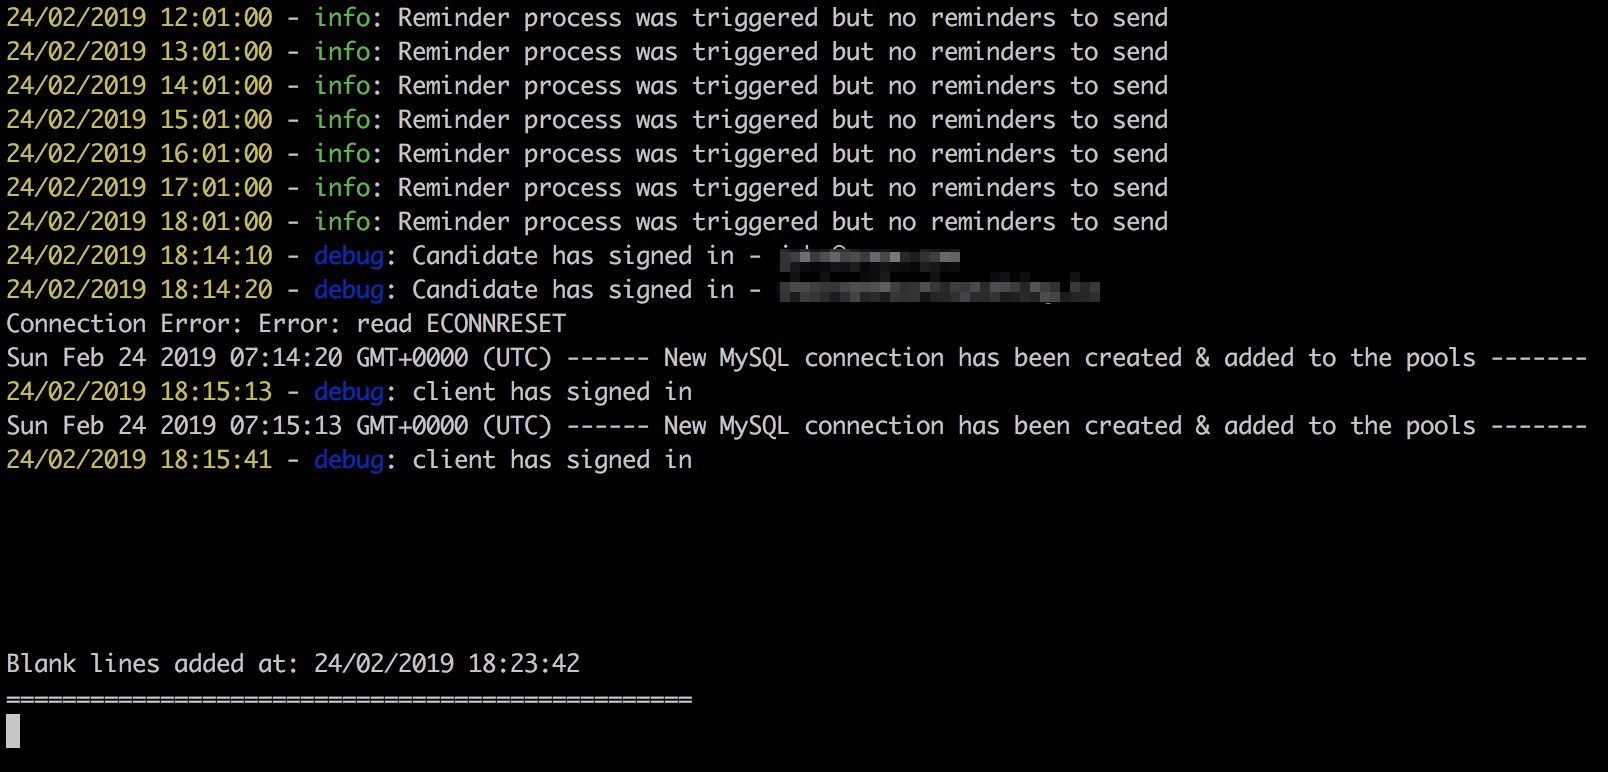 24/02/2019 12:01:00 - info: Reminder process was triggered but no reminders to send
24/02/2019 13:01:00 - info: Reminder process was triggered but no reminders to send
24/02/2019 14:01:00 - info: Reminder process was triggered but no reminders to send
24/02/2019 15:01:00 - info: Reminder process was triggered but no reminders to send
24/02/2019 16:01:00 - info: Reminder process was triggered but no reminders to send
24/02/2019 17:01:00 - info: Reminder process was triggered but no reminders to send
24/02/2019 18:01:00 - info: Reminder process was triggered but no reminders to send
24/02/2019 18:14:10 - debug: Candidate has signed in -
24/02/2019 18:14:20 - debug: Candidate has signed in -
Connection Error: Error: read ECONNRESET
Sun Feb 24 2019 07:14:20 GMT+0000 (UTC) ------ New MySQL connection has been created & added to the pools -------
24/02/2019 18:15:13 - debug: client has signed in
Sun Feb 24 2019 07:15:13 GMT+0000 (UTC) ------ New MySQL connection has been created & added to the pools -------
24/02/2019 18:15:41 - debug: client has signed in
Blank lines added at: 24/02/2019 18:23:42
=================================================